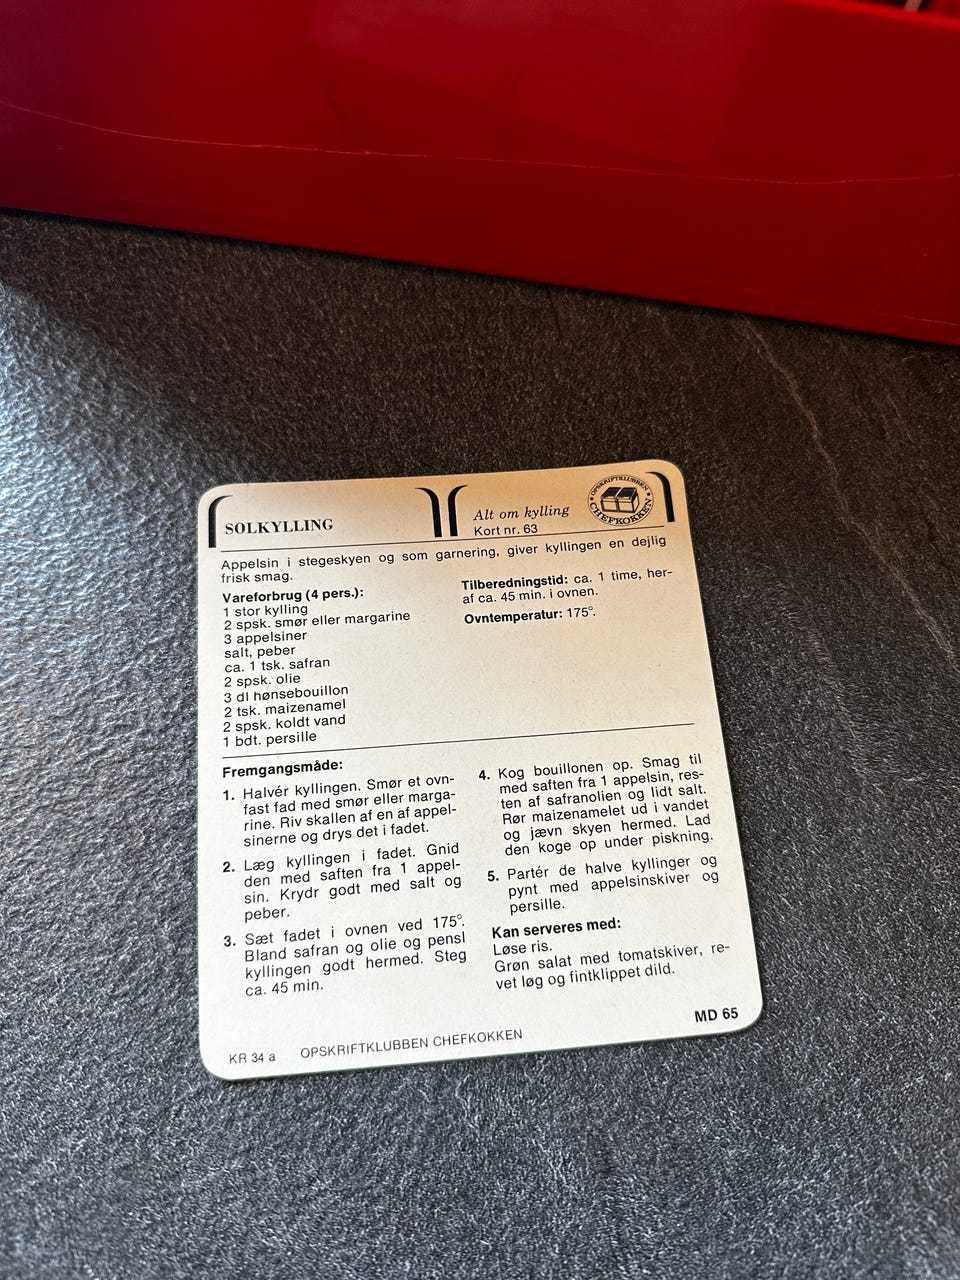 SOLKYLLING
Alt om kylling
Kort nr. 63
OPSKRIFTKLUBBEN
CHEFKOKKEN
Appelsin i stegeskyen og som garnering, giver kyllingen en dejlig
frisk smag.
Vareforbrug (4 pers.):
1 stor kylling
2 spsk. smør eller margarine
3 appelsiner
salt, peber
ca. 1 tsk. safran
2 spsk. olie
3 dl hønsebouillon
2 tsk. maizenamel
2 spsk. koldt vand
1 bdt. persille
Tilberedningstid: ca. 1 time, her-
af ca. 45 min. i ovnen.
Ovntemperatur: 175°.
Fremgangsmåde:
1. Halvér kyllingen. Smør et ovn-
fast fad med smør eller marga-
rine. Riv skallen af en af appel-
sinerne og drys det i fadet.
2. Læg kyllingen i fadet. Gnid
den med saften fra 1 appel-
sin. Krydr godt med salt og
peber.
3. Sæt fadet i ovnen ved 175°.
Bland safran og olie og pensl
kyllingen godt hermed. Steg
ca. 45 min.
4. Kog bouillonen op. Smag til
med saften fra 1 appelsin, res-
ten af safranolien og lidt salt.
Rør maizenamelet ud i vandet
og jævn skyen hermed. Lad
den koge op under piskning.
5. Partér de halve kyllinger og
pynt med appelsinskiver og
persille.
Kan serveres med:
Løse ris.
Grøn salat med tomatskiver, re-
vet løg og fintklippet dild.
MD 65
KR 34 a OPSKRIFTKLUBBEN CHEFKOKKEN